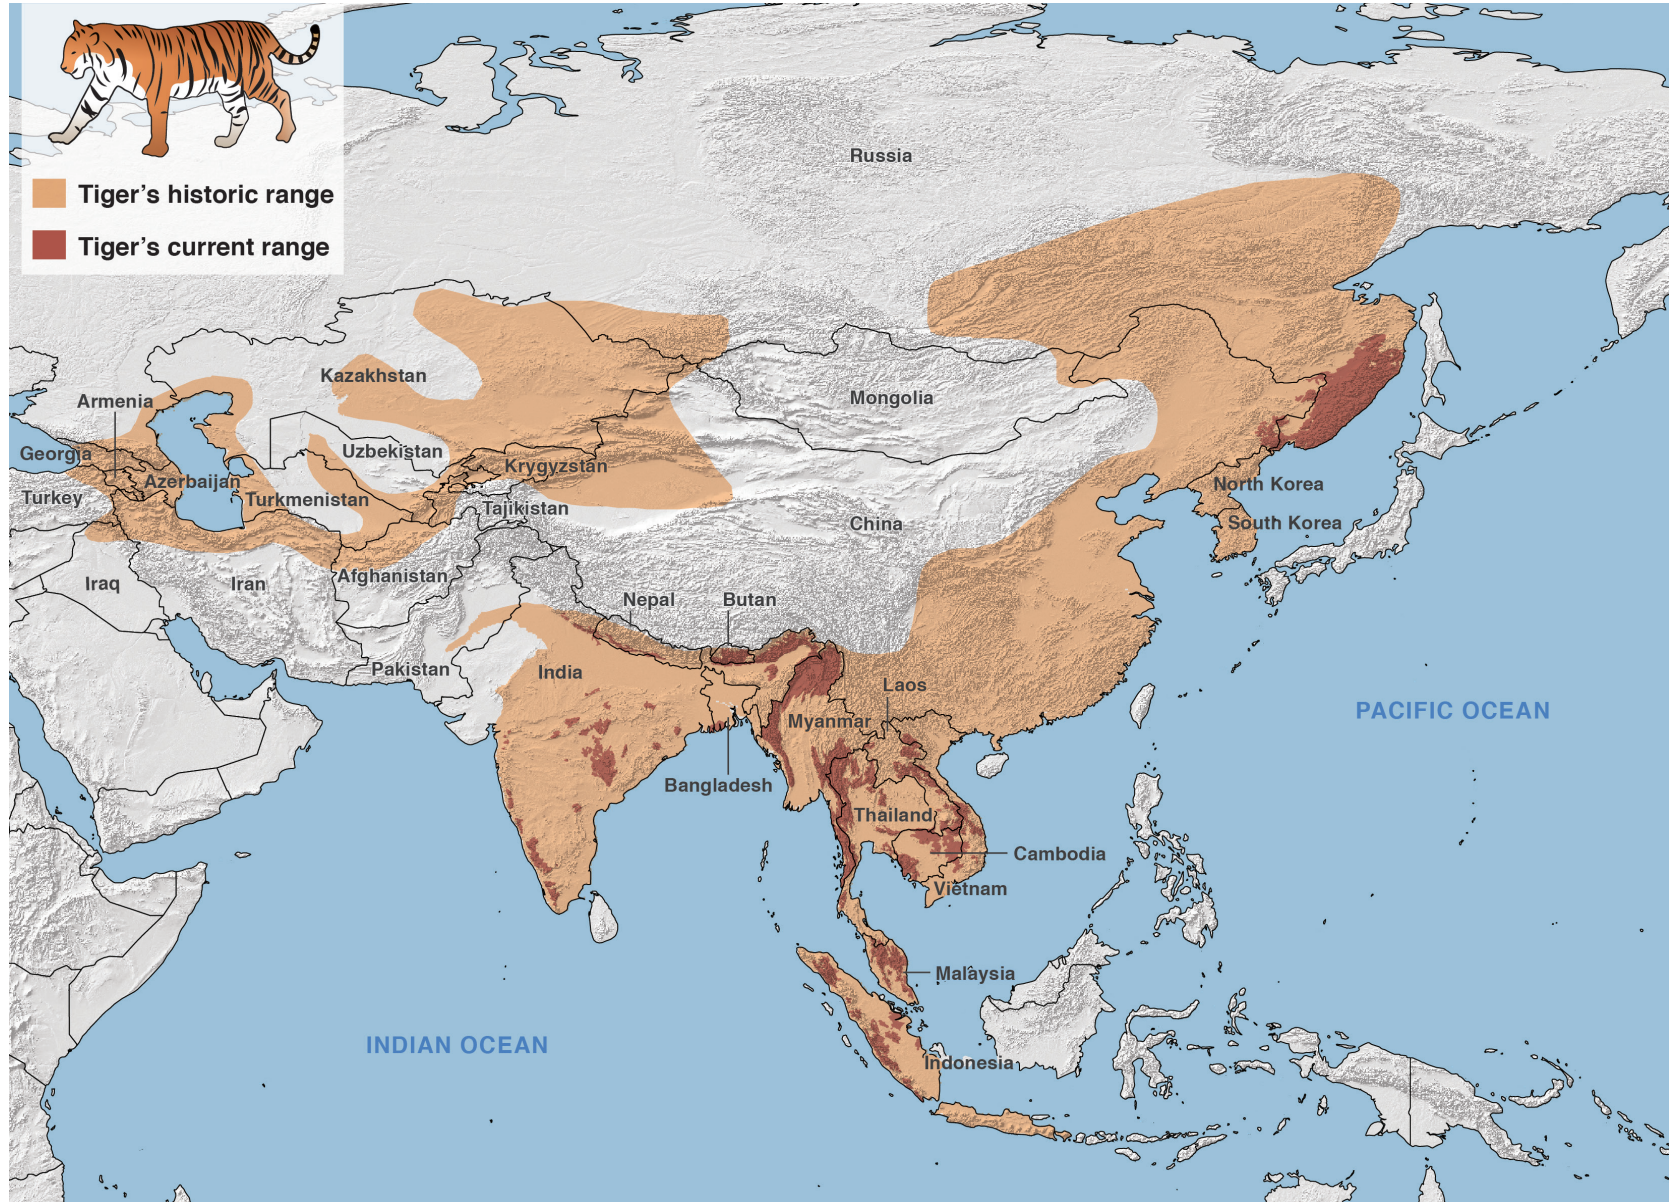 Tiger’s historic range
Tiger’s current range
Russia
Kazakhstan
Mongolia
Armenia
Georgia
Uzbekistan
Krygyzstan
Azerbaijan
Turkey
Turkmenistan
Tajikistan
North Korea
South Korea
China
Iraq
Iran
Afghanistan
Nepal
Butan
Pakistan
India
Laos
PACIFIC OCEAN
Myanmar
Bangladesh
Thailand
Cambodia
Vietnam
Malaysia
INDIAN OCEAN
Indonesia